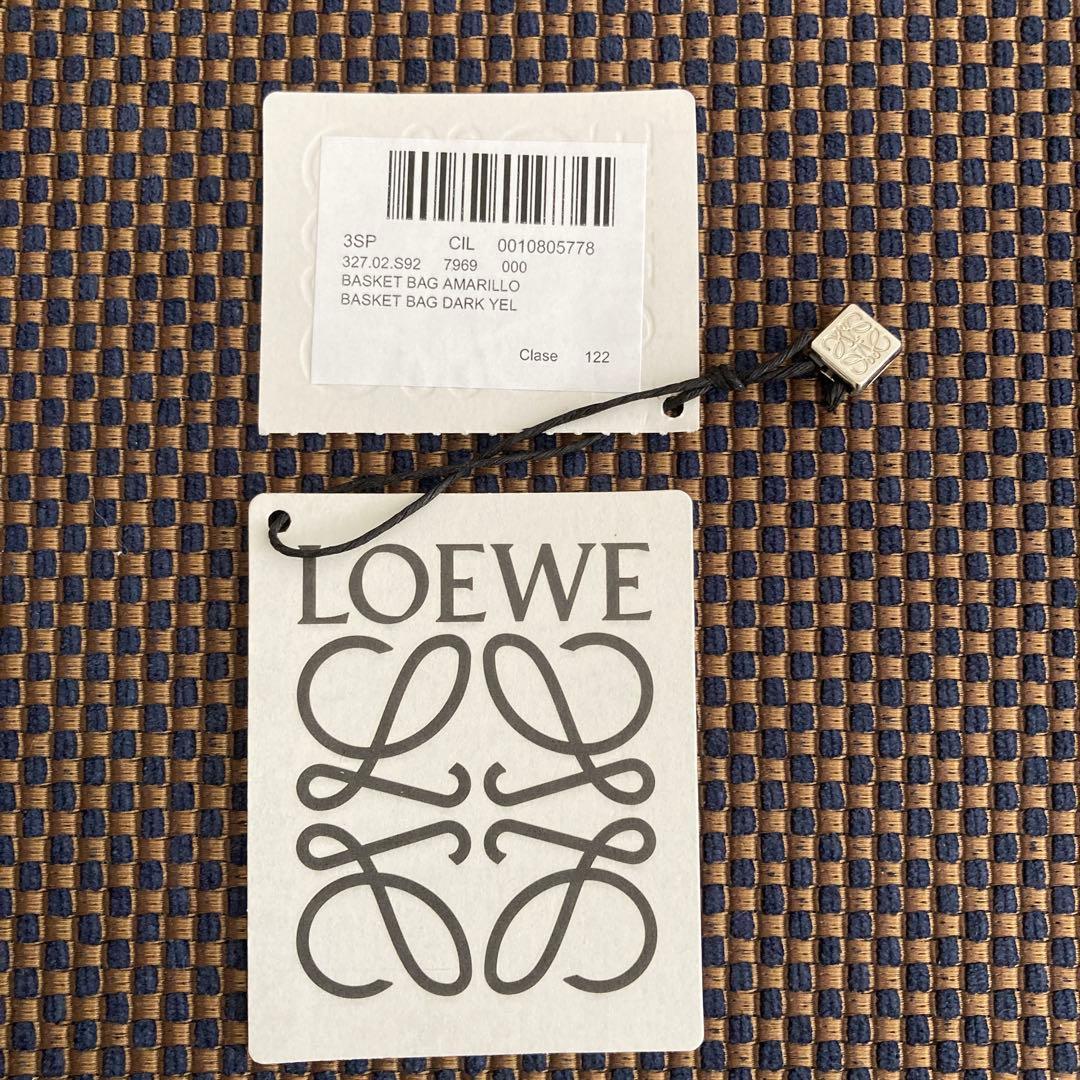 3SP CIL 0010805778
327.02.S92 7969 000
BASKET BAG AMARILLO
BASKET BAG DARK YEL
Clase 122
LOEWE